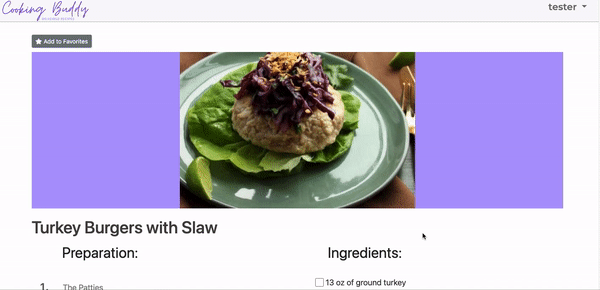 Cooking Buddy
tester
Add to Favorites
Turkey Burgers with Slaw
Preparation:
Ingredients:
1. The Patties
13 oz of ground turkey